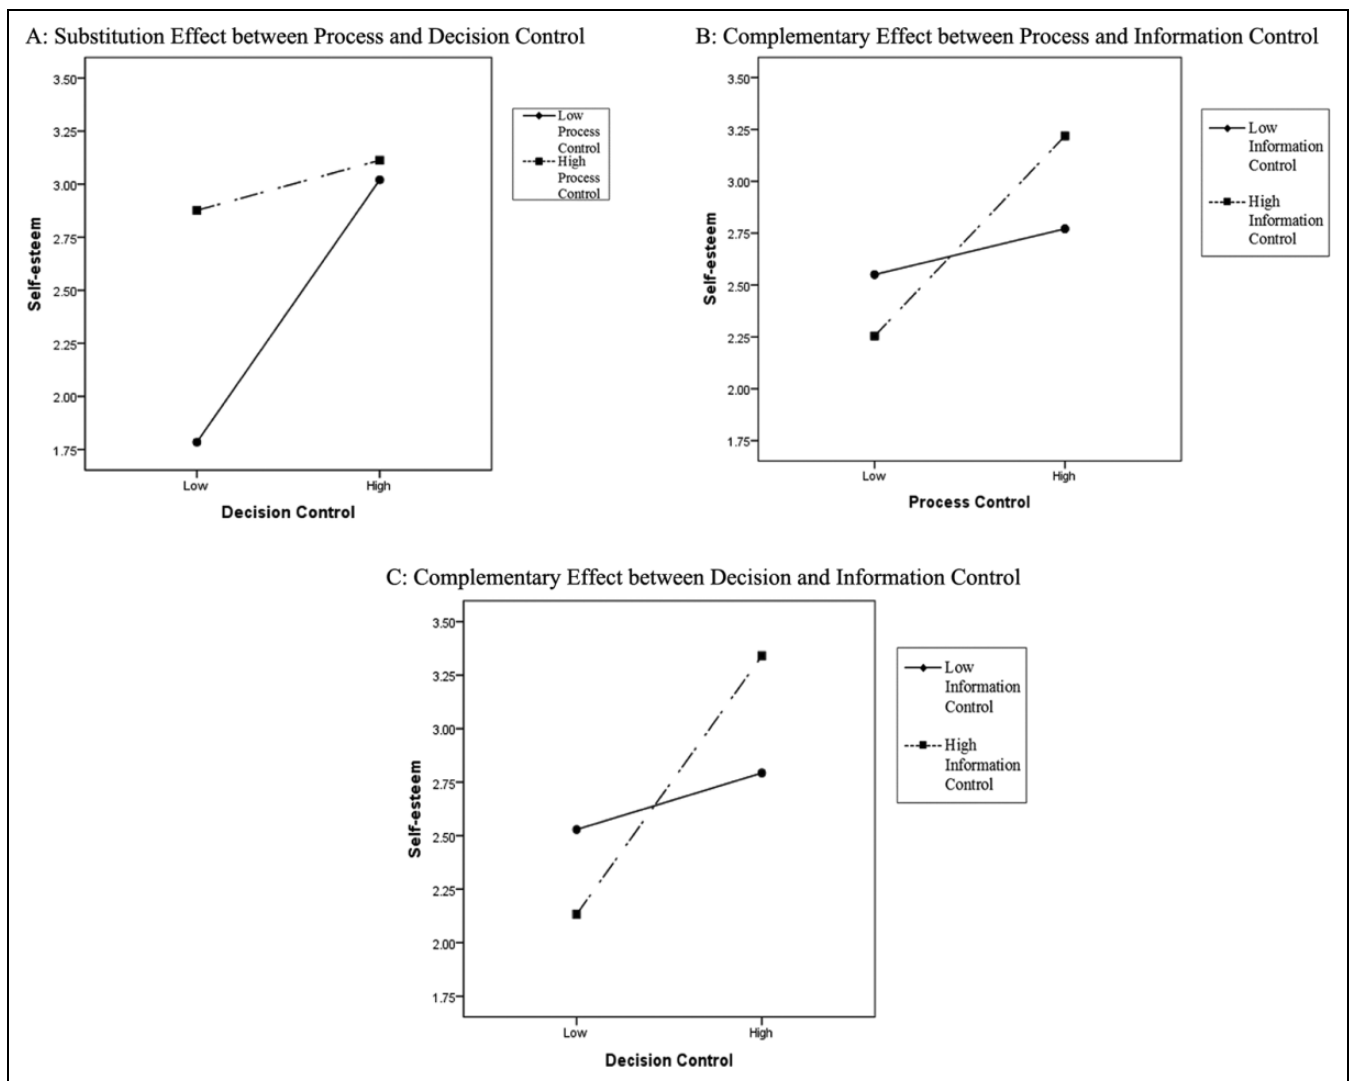 A: Substitution Effect between Process and Decision Control
3.50
3.25
3.00
2.75
2.50
2.25
2.00
1.75
Self-esteem
Low
High
Decision Control
Low
Process
Control
High
Process
Control
B: Complementary Effect between Process and Information Control
3.50
3.25
3.00
2.75
2.50
2.25
2.00
1.75
Self-esteem
Low
High
Process Control
Low
Information
Control
High
Information
Control
C: Complementary Effect between Decision and Information Control
3.50
3.25
3.00
2.75
2.50
2.25
2.00
1.75
Self-esteem
Low
High
Decision Control
Low
Information
Control
High
Information
Control